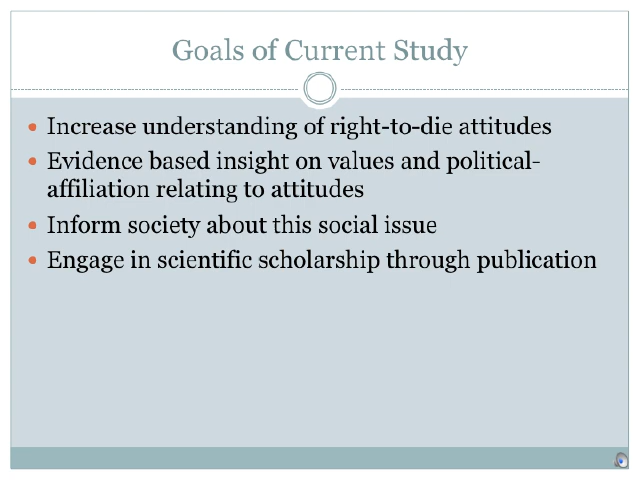 Goals of Current Study
Increase understanding of right-to-die attitudes
Evidence based insight on values and political-
affiliation relating to attitudes
Inform society about this social issue
Engage in scientific scholarship through publication